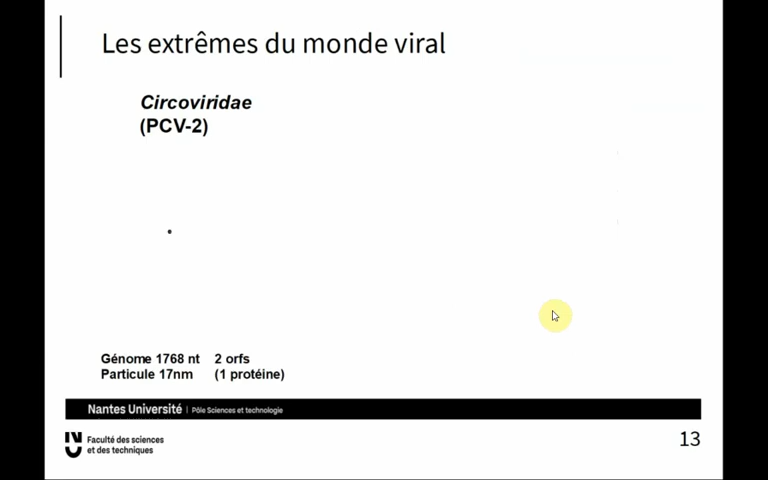 Les extrêmes du monde viral
Circoviridae
(PCV-2)
Génome 1768 nt 2 orfs
Particule 17nm (1 protéine)
Nantes Université | Pôle Sciences et technologie
Faculté des sciences
et des techniques
13